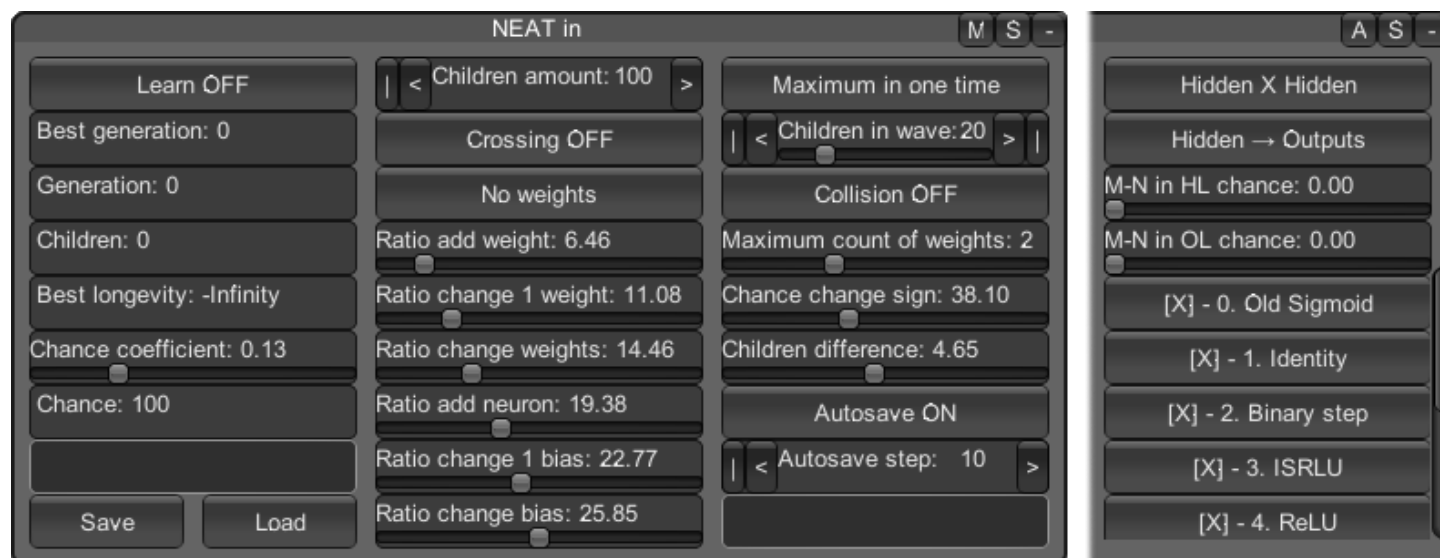 NEAT in
M S -
Learn OFF
Best generation: 0
Generation: 0
Children: 0
Best longevity: -Infinity
Chance coefficient: 0.13
Chance: 100
Save
Load
| < Children amount: 100 >
Crossing OFF
No weights
Ratio add weight: 6.46
Ratio change 1 weight: 11.08
Ratio change weights: 14.46
Ratio add neuron: 19.38
Ratio change 1 bias: 22.77
Ratio change bias: 25.85
Maximum in one time
| < Children in wave: 20 > |
Collision OFF
Maximum count of weights: 2
Chance change sign: 38.10
Children difference: 4.65
Autosave ON
| < Autosave step: 10 >
A S -
Hidden X Hidden
Hidden → Outputs
M-N in HL chance: 0.00
M-N in OL chance: 0.00
[X] - 0. Old Sigmoid
[X] - 1. Identity
[X] - 2. Binary step
[X] - 3. ISRLU
[X] - 4. ReLU